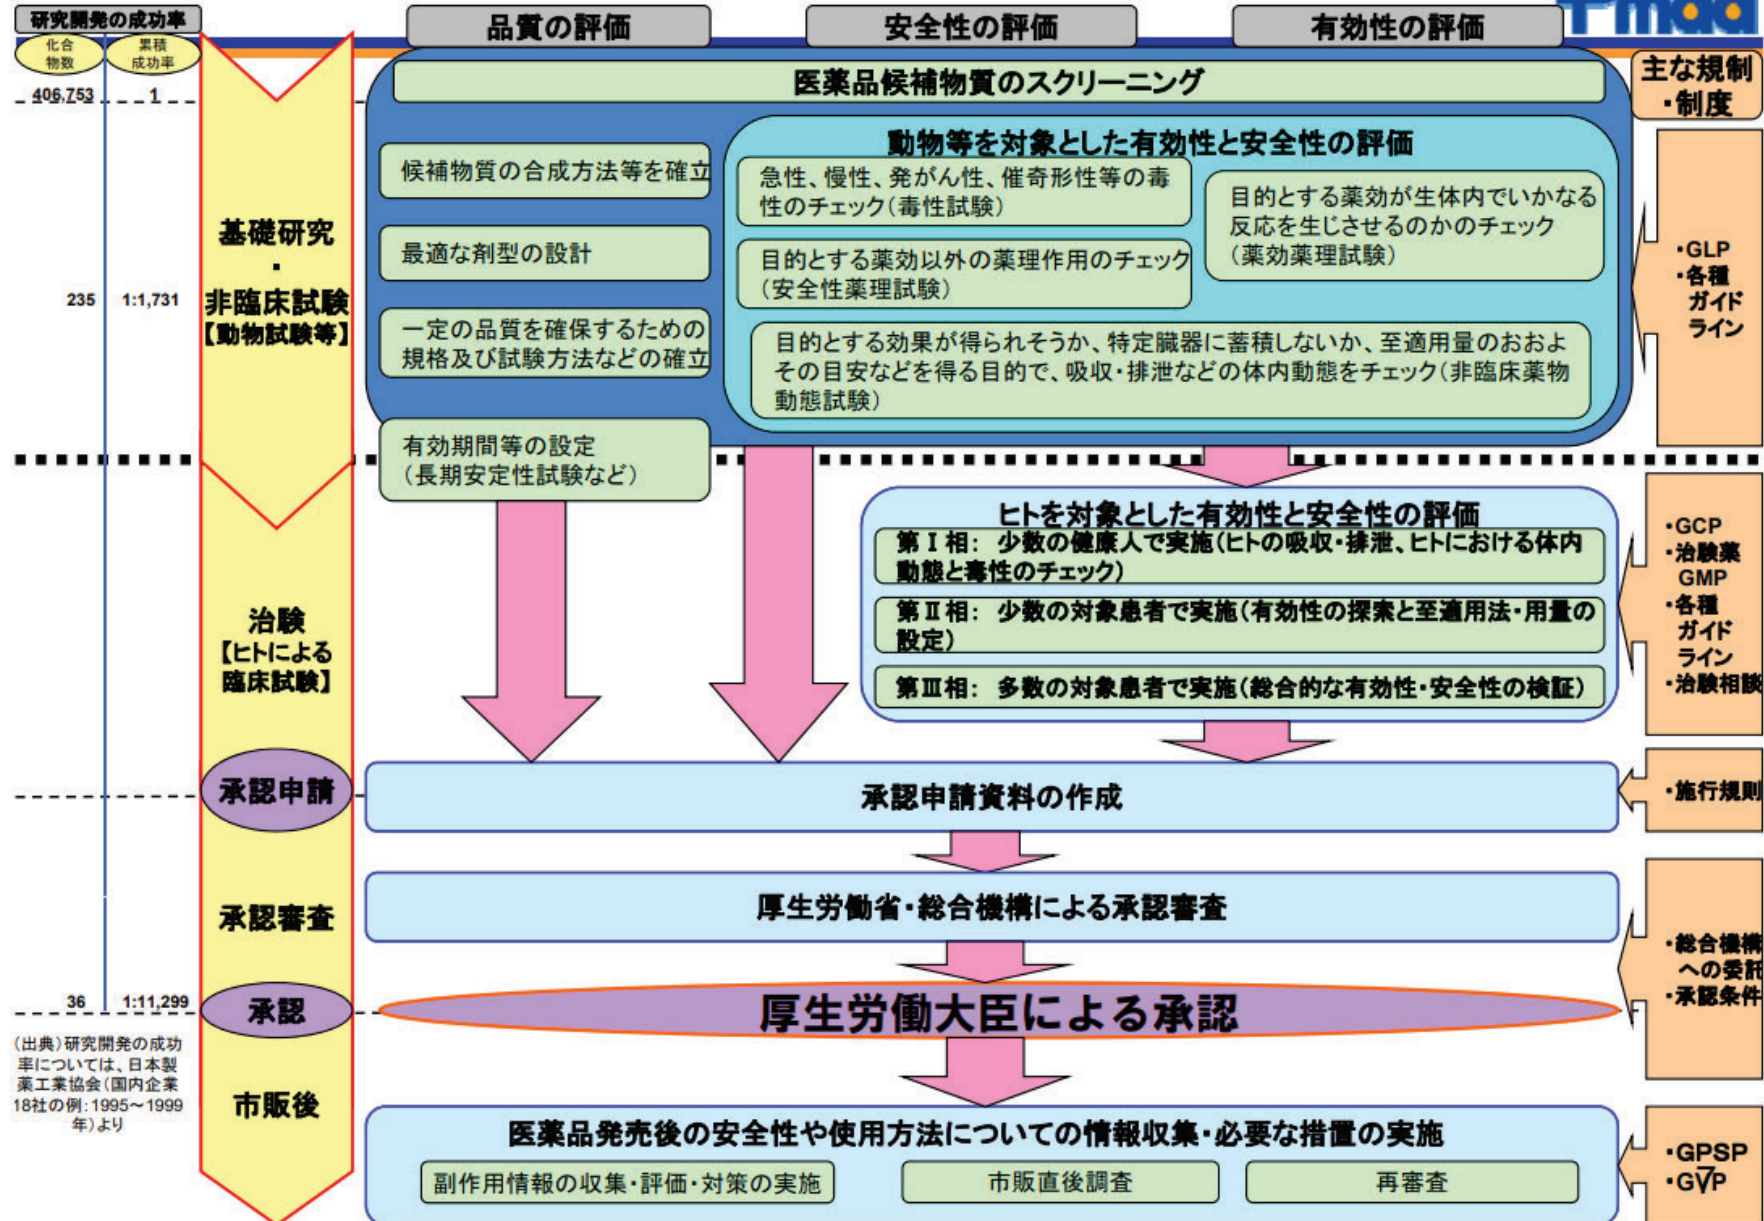 研究開発の成功率
品質の評価
安全性の評価
有効性の評価
Pmda
化合
物数
累積
成功率
406,753
1
主な規制
・制度
医薬品候補物質のスクリーニング
動物等を対象とした有効性と安全性の評価
候補物質の合成方法等を確立
急性、慢性、発がん性、催奇形性等の毒
性のチェック(毒性試験)
目的とする薬効が生体内でいかなる
反応を生じさせるのかのチェック
(薬効薬理試験)
基礎研究
・
非臨床試験
【動物試験等】
最適な剤型の設計
目的とする薬効以外の薬理作用のチェック
(安全性薬理試験)
・GLP
・各種
ガイド
ライン
235
1:1,731
一定の品質を確保するための
規格及び試験方法などの確立
目的とする効果が得られそうか、特定臓器に蓄積しないか、至適用量のおおよ
その目安などを得る目的で、吸収・排泄などの体内動態をチェック(非臨床薬物
動態試験)
有効期間等の設定
(長期安定性試験など)
ヒトを対象とした有効性と安全性の評価
第Ⅰ相: 少数の健康人で実施(ヒトの吸収・排泄、ヒトにおける体内
動態と毒性のチェック)
第Ⅱ相: 少数の対象患者で実施(有効性の探索と至適用法・用量の
設定)
第Ⅲ相: 多数の対象患者で実施(総合的な有効性・安全性の検証)
・GCP
・治験薬
GMP
・各種
ガイド
ライン
・治験相談
治験
【ヒトによる
臨床試験】
承認申請
承認申請資料の作成
・施行規則
承認審査
厚生労働省・総合機構による承認審査
・総合機構
への委託
・承認条件
36
1:11,299
承認
厚生労働大臣による承認
(出典)研究開発の成功
率については、日本製
薬工業協会(国内企業
18社の例:1995～1999
年)より
市販後
医薬品発売後の安全性や使用方法についての情報収集・必要な措置の実施
副作用情報の収集・評価・対策の実施
市販直後調査
再審査
・GPSP
・GVP
7